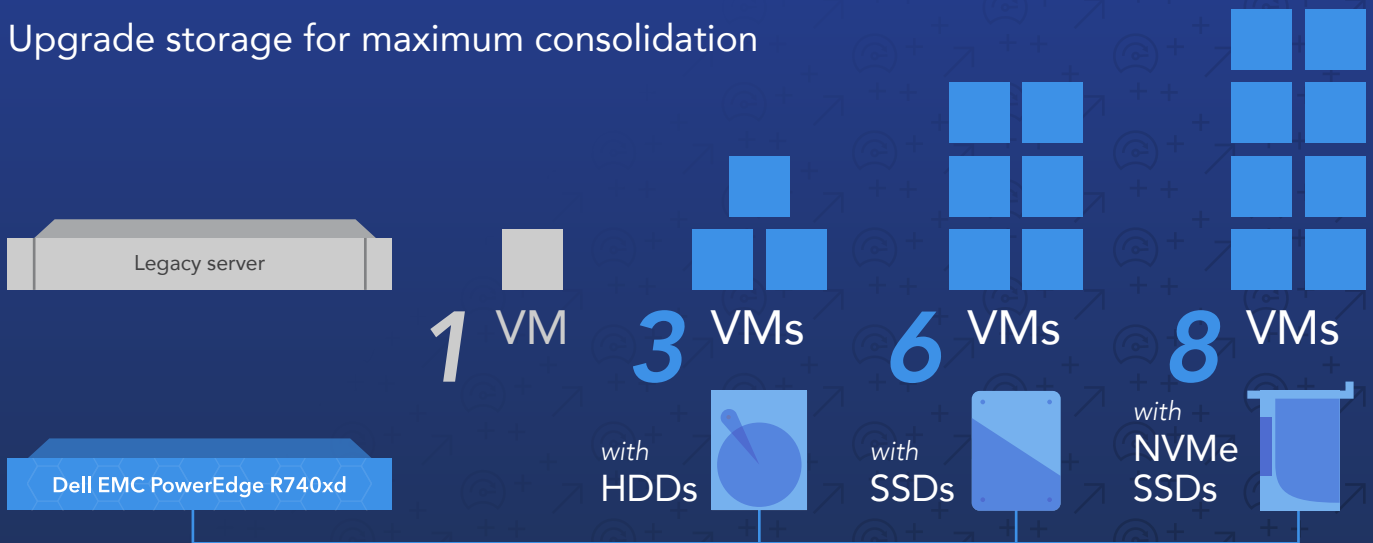 Upgrade storage for maximum consolidation
Legacy server
1 VM
3 VMs
6 VMs
8 VMs
Dell EMC PowerEdge R740xd
with
HDDs
with
SSDs
with
NVMe
SSDs